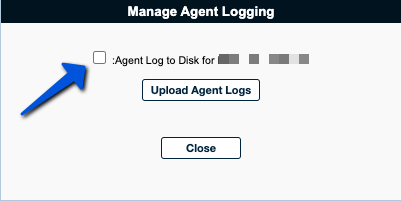 Manage Agent Logging
:Agent Log to Disk for
Upload Agent Logs
Close